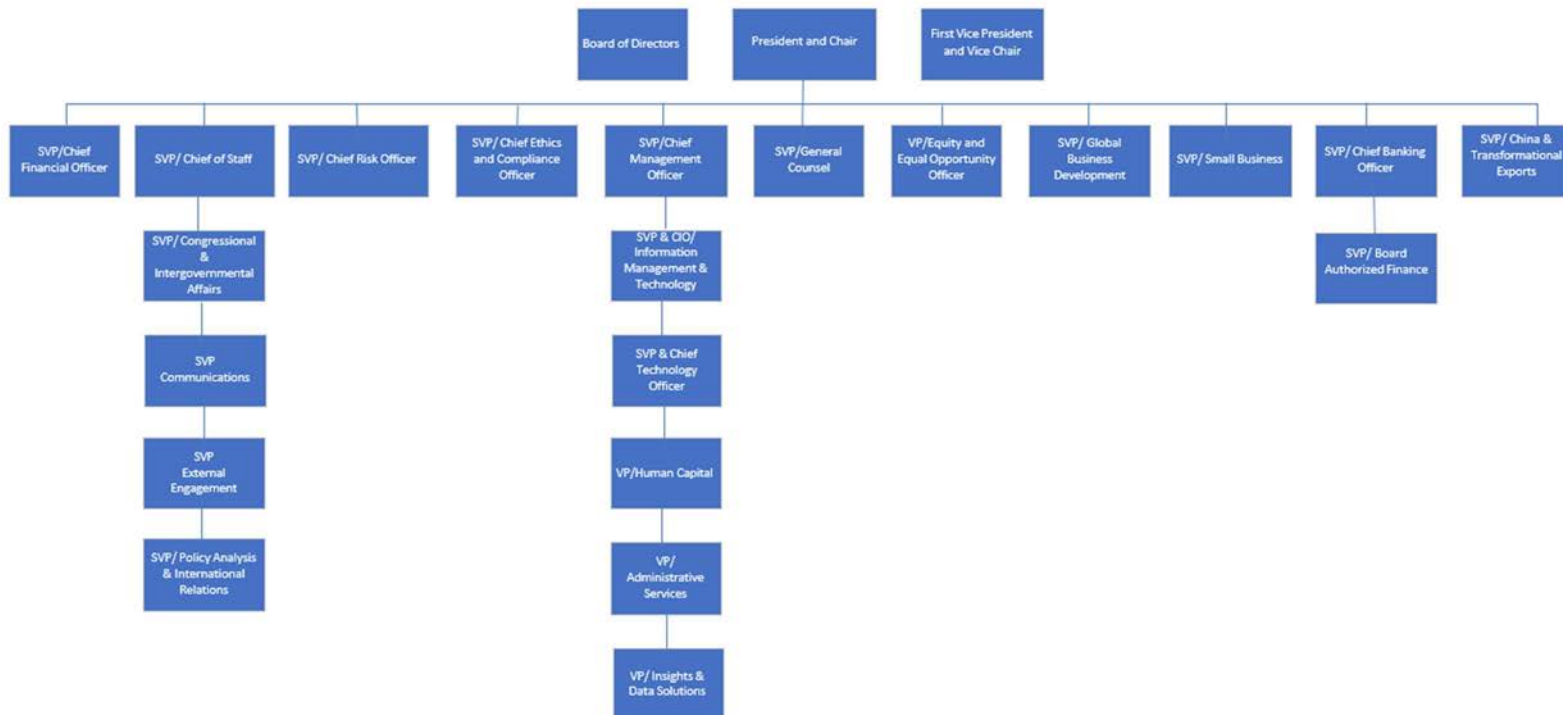 Board of Directors
President and Chair
First Vice President
and Vice Chair
SVP/Chief
Financial Officer
SVP/ Chief of Staff
SVP/ Chief Risk Officer
SVP/ Chief Ethics
and Compliance
Officer
SVP/Chief
Management
Officer
SVP/General
Counsel
VP/Equity and
Equal Opportunity
Officer
SVP/ Global
Business
Development
SVP/ Small Business
SVP/ Chief Banking
Officer
SVP/ China &
Transformational
Exports
SVP/ Congressional
&
Intergovernmental
Affairs
SVP & CIO/
Information
Management &
Technology
SVP/ Board
Authorized Finance
SVP
Communications
SVP & Chief
Technology
Officer
SVP
External
Engagement
VP/Human Capital
SVP/ Policy Analysis
& International
Relations
VP/
Administrative
Services
VP/ Insights &
Data Solutions